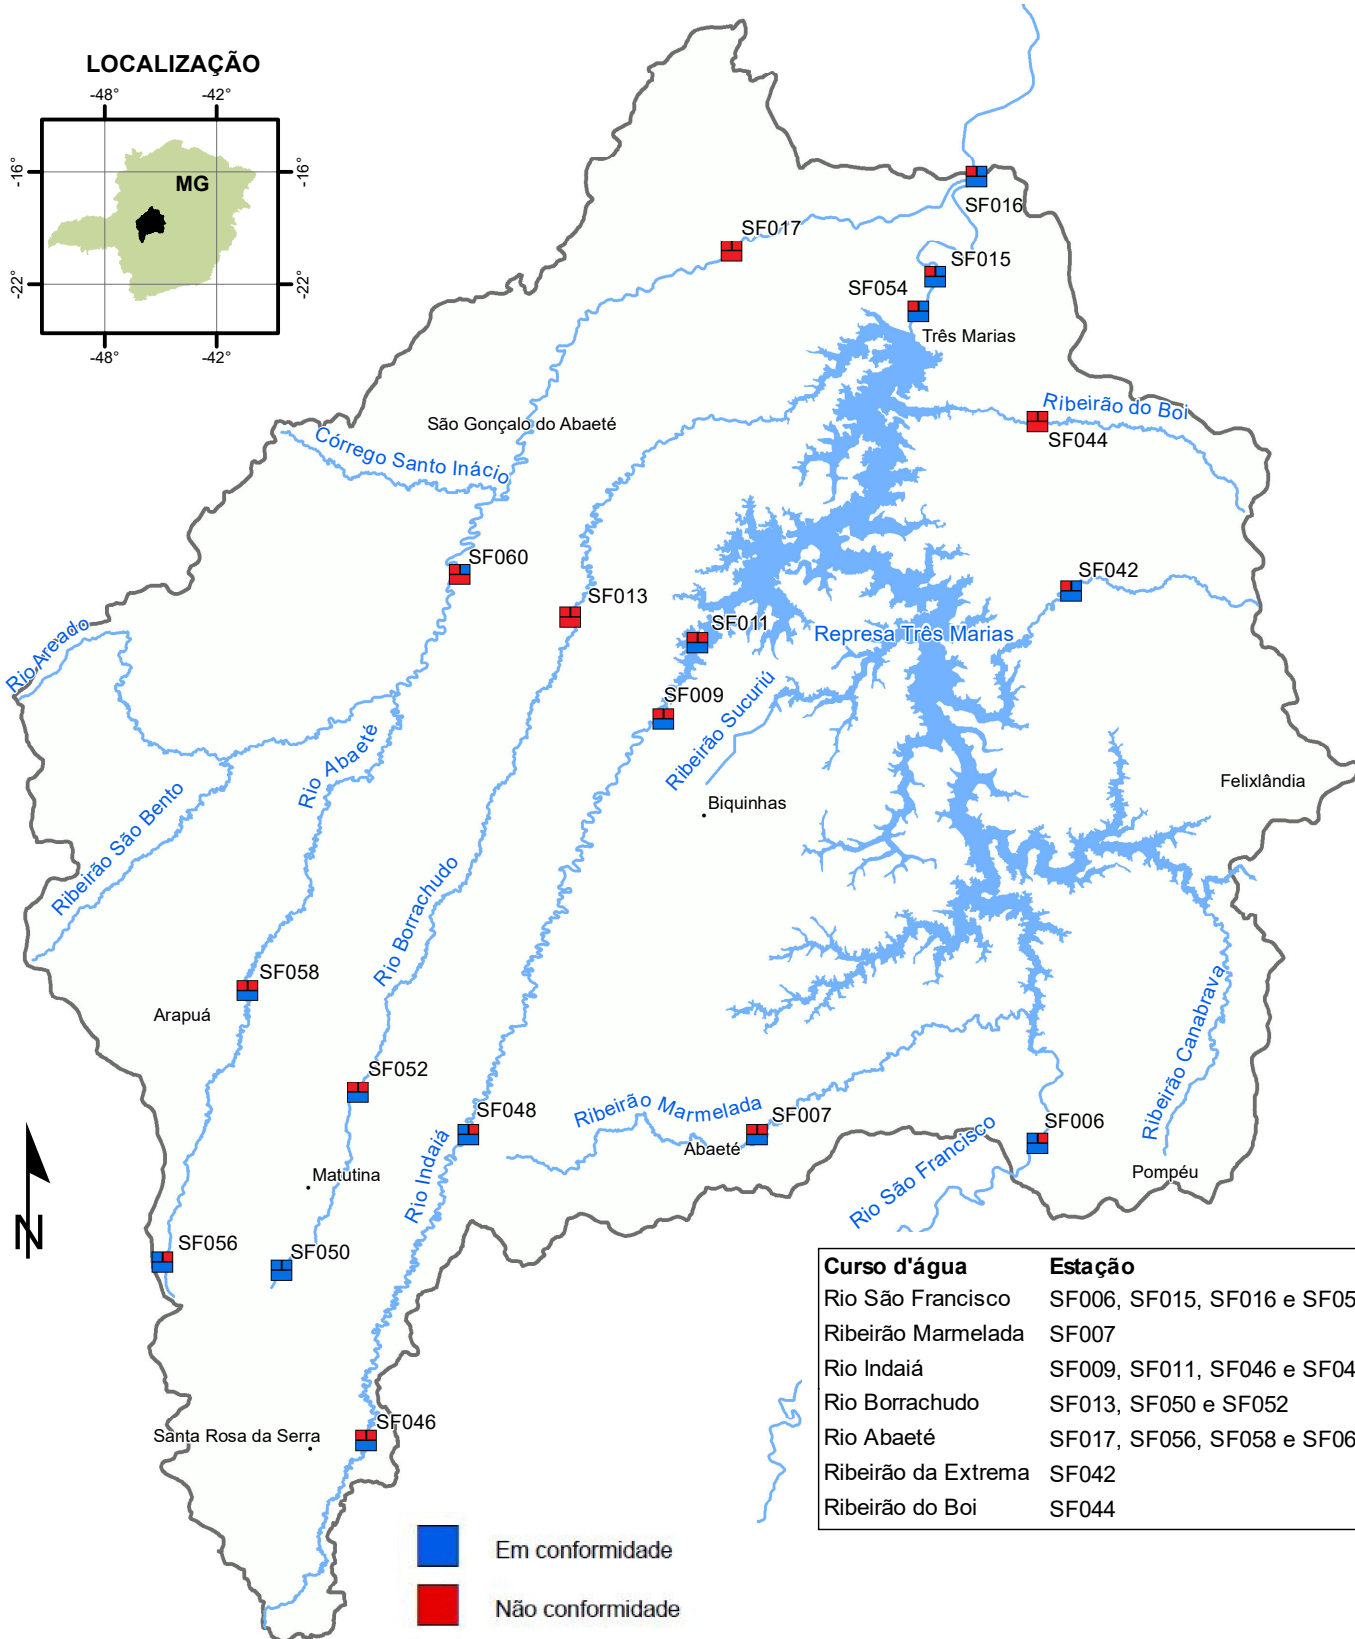 LOCALIZAÇÃO
-48°
-42°
-16°
-16°
MG
-22°
-22°
-48°
-42°
SF016
SF017
SF015
SF054
Três Marias
Ribeirão do Boi
SF044
São Gonçalo do Abaeté
Córrego Santo Inácio
SF060
SF013
SF042
SF011
Represa Três Marias
Rio Areado
SF009
Ribeirão Sucuriú
Rio Abaeté
Biquinhas
Felixlândia
Ribeirão São Bento
Rio Borrachudo
SF058
Arapuá
Ribeirão Canabrava
SF052
SF048
Ribeirão Marmelada
SF007
Abaeté
SF006
Rio São Francisco
Pompéu
Rio Indaiá
Matutina
N
SF056
SF050
Curso d'água Estação
Rio São Francisco SF006, SF015, SF016 e SF05
Ribeirão Marmelada SF007
Rio Indaiá SF009, SF011, SF046 e SF04
Rio Borrachudo SF013, SF050 e SF052
Rio Abaeté SF017, SF056, SF058 e SF06
Ribeirão da Extrema SF042
Ribeirão do Boi SF044
SF046
Santa Rosa da Serra
Em conformidade
Não conformidade